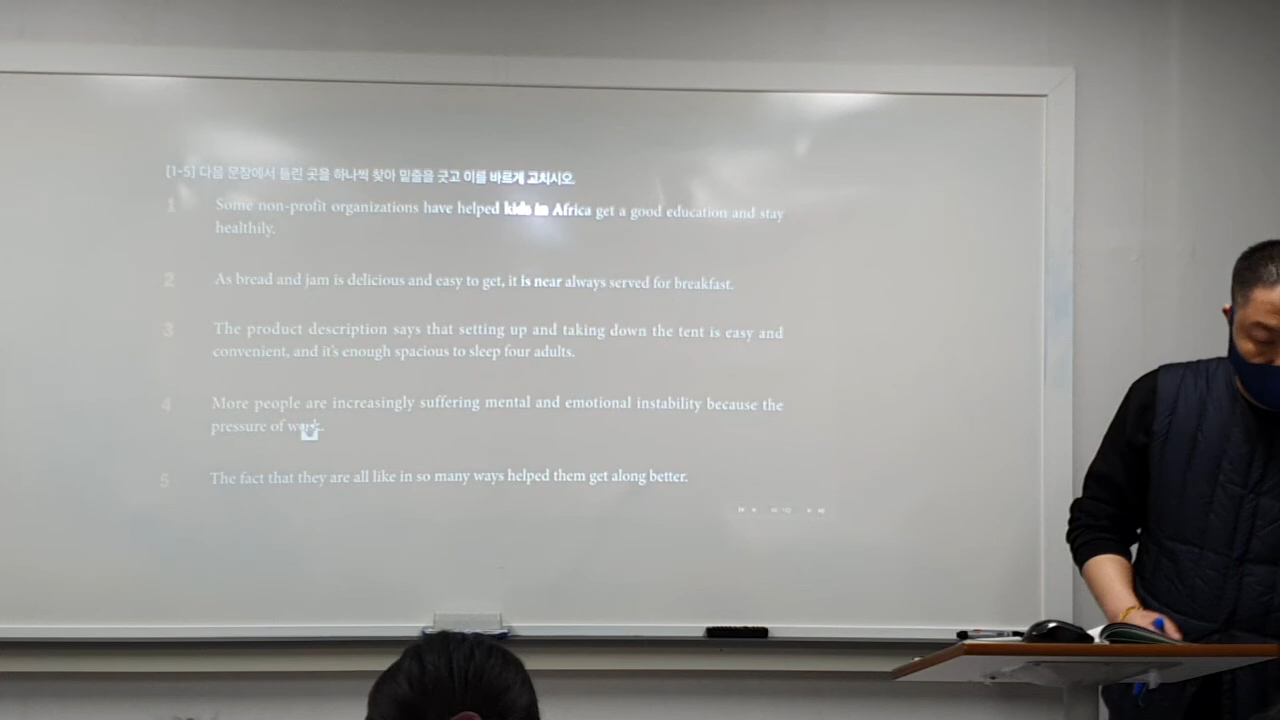 [1-5] 다음 문장에서 틀린 곳을 하나씩 찾아 밑줄을 긋고 이를 바르게 고치시오.
1 Some non-profit organizations have helped kids in Africa get a good education and stay
healthily.
2 As bread and jam is delicious and easy to get, it is near always served for breakfast.
3 The product description says that setting up and taking down the tent is easy and
convenient, and it's enough spacious to sleep four adults.
4 More people are increasingly suffering mental and emotional instability because the
pressure of work.
5 The fact that they are all like in so many ways helped them get along better.